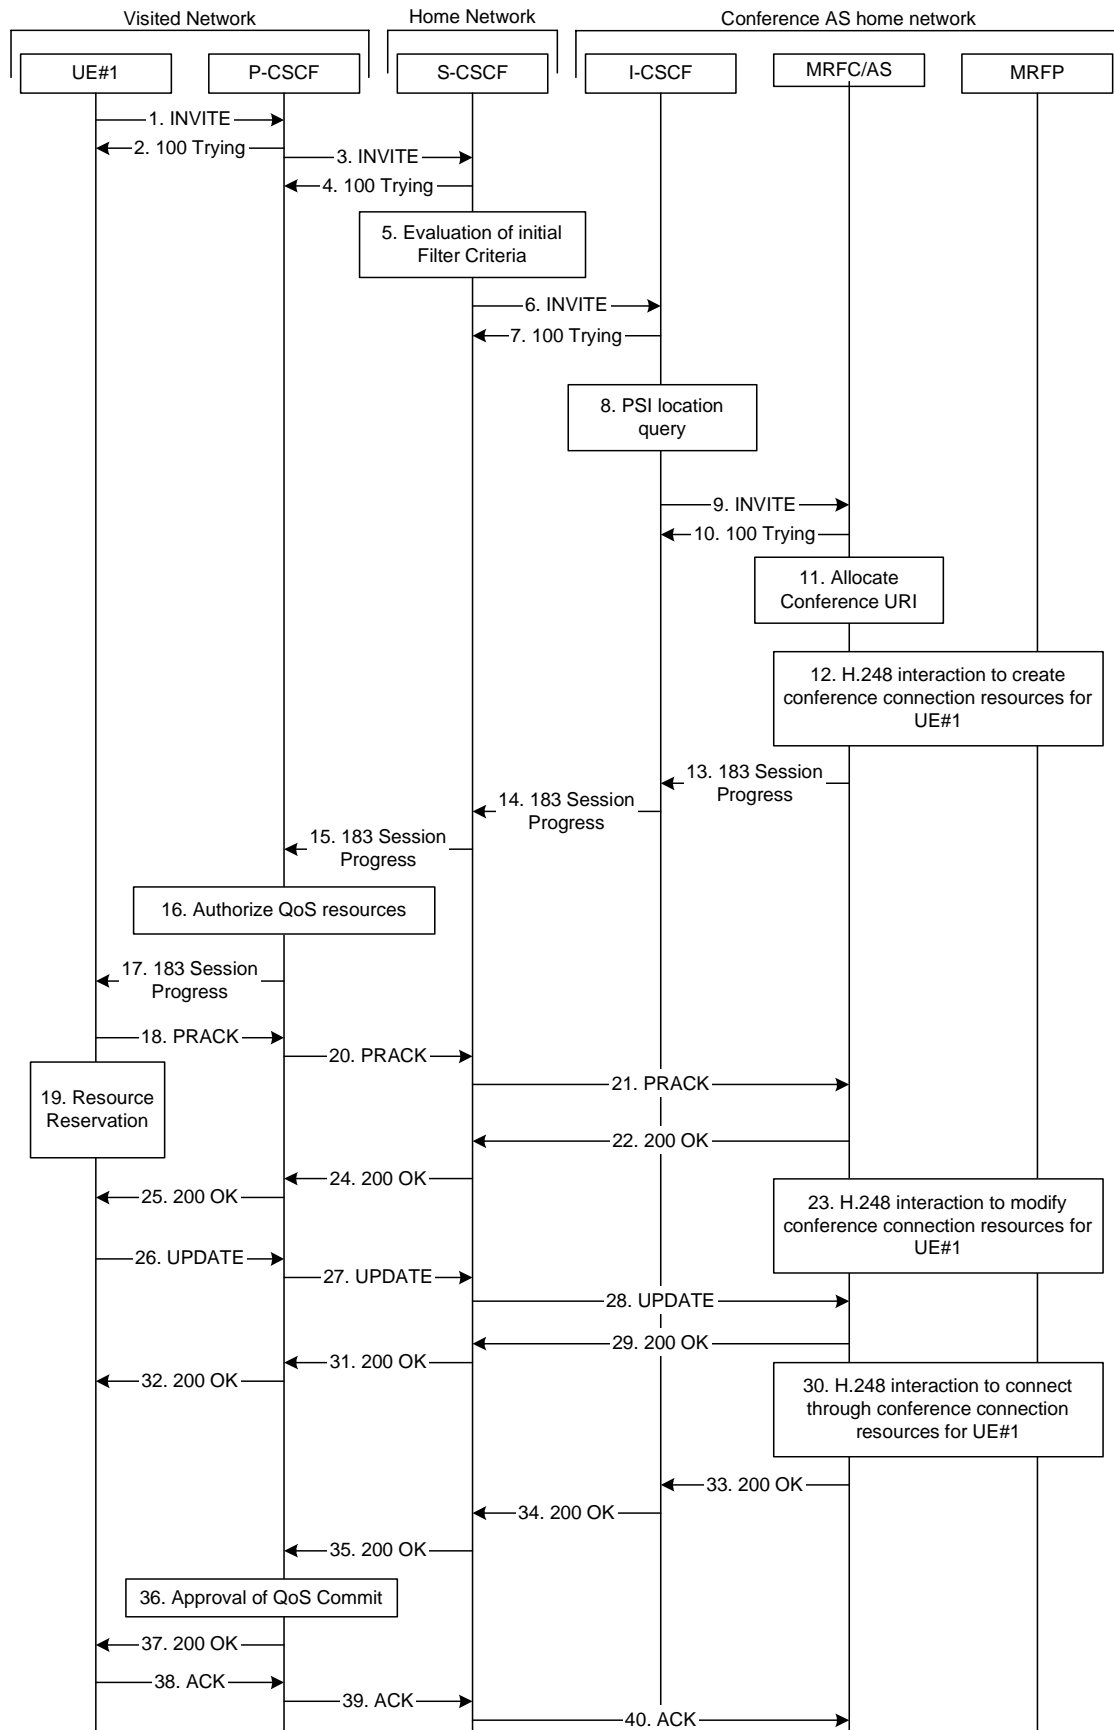 Visited Network
Home Network
Conference AS home network
UE#1
P-CSCF
S-CSCF
I-CSCF
MRFC/AS
MRFP
1. INVITE
2. 100 Trying
3. INVITE
4. 100 Trying
5. Evaluation of initial
Filter Criteria
6. INVITE
7. 100 Trying
8. PSI location
query
9. INVITE
10. 100 Trying
11. Allocate
Conference URI
12. H.248 interaction to create
conference connection resources for
UE#1
13. 183 Session
Progress
14. 183 Session
Progress
15. 183 Session
Progress
16. Authorize QoS resources
17. 183 Session
Progress
18. PRACK
20. PRACK
19. Resource
Reservation
21. PRACK
22. 200 OK
24. 200 OK
25. 200 OK
23. H.248 interaction to modify
conference connection resources for
UE#1
26. UPDATE
27. UPDATE
28. UPDATE
29. 200 OK
31. 200 OK
32. 200 OK
30. H.248 interaction to connect
through conference connection
resources for UE#1
33. 200 OK
34. 200 OK
35. 200 OK
36. Approval of QoS Commit
37. 200 OK
38. ACK
39. ACK
40. ACK